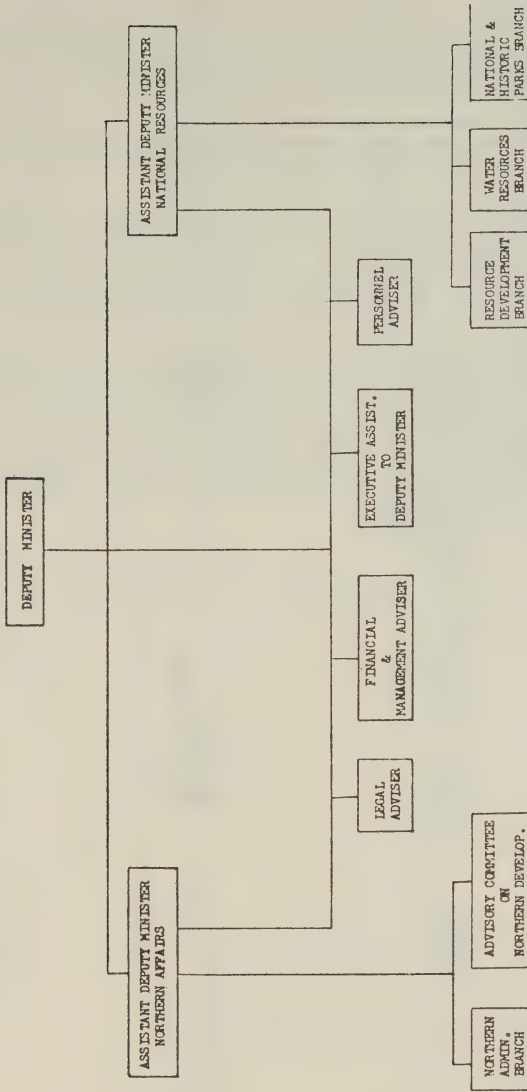 DEPUTY MINISTER
ASSISTANT DEPUTY MINISTER
NORTHERN AFFAIRS
ASSISTANT DEPUTY MINISTER
NATIONAL RESOURCES
LEGAL
ADVISER
FINANCIAL
&
MANAGEMENT ADVISER
EXECUTIVE ASSIST.
TO
DEPUTY MINISTER
PERSONNEL
ADVISER
NORTHERN
ADMIN.
BRANCH
ADVISORY COMMITTEE
ON
NORTHERN DEVELOP.
RESOURCE
DEVELOPMENT
BRANCH
WATER
RESOURCES
BRANCH
NATIONAL &
HISTORIC
PARKS BRANCH